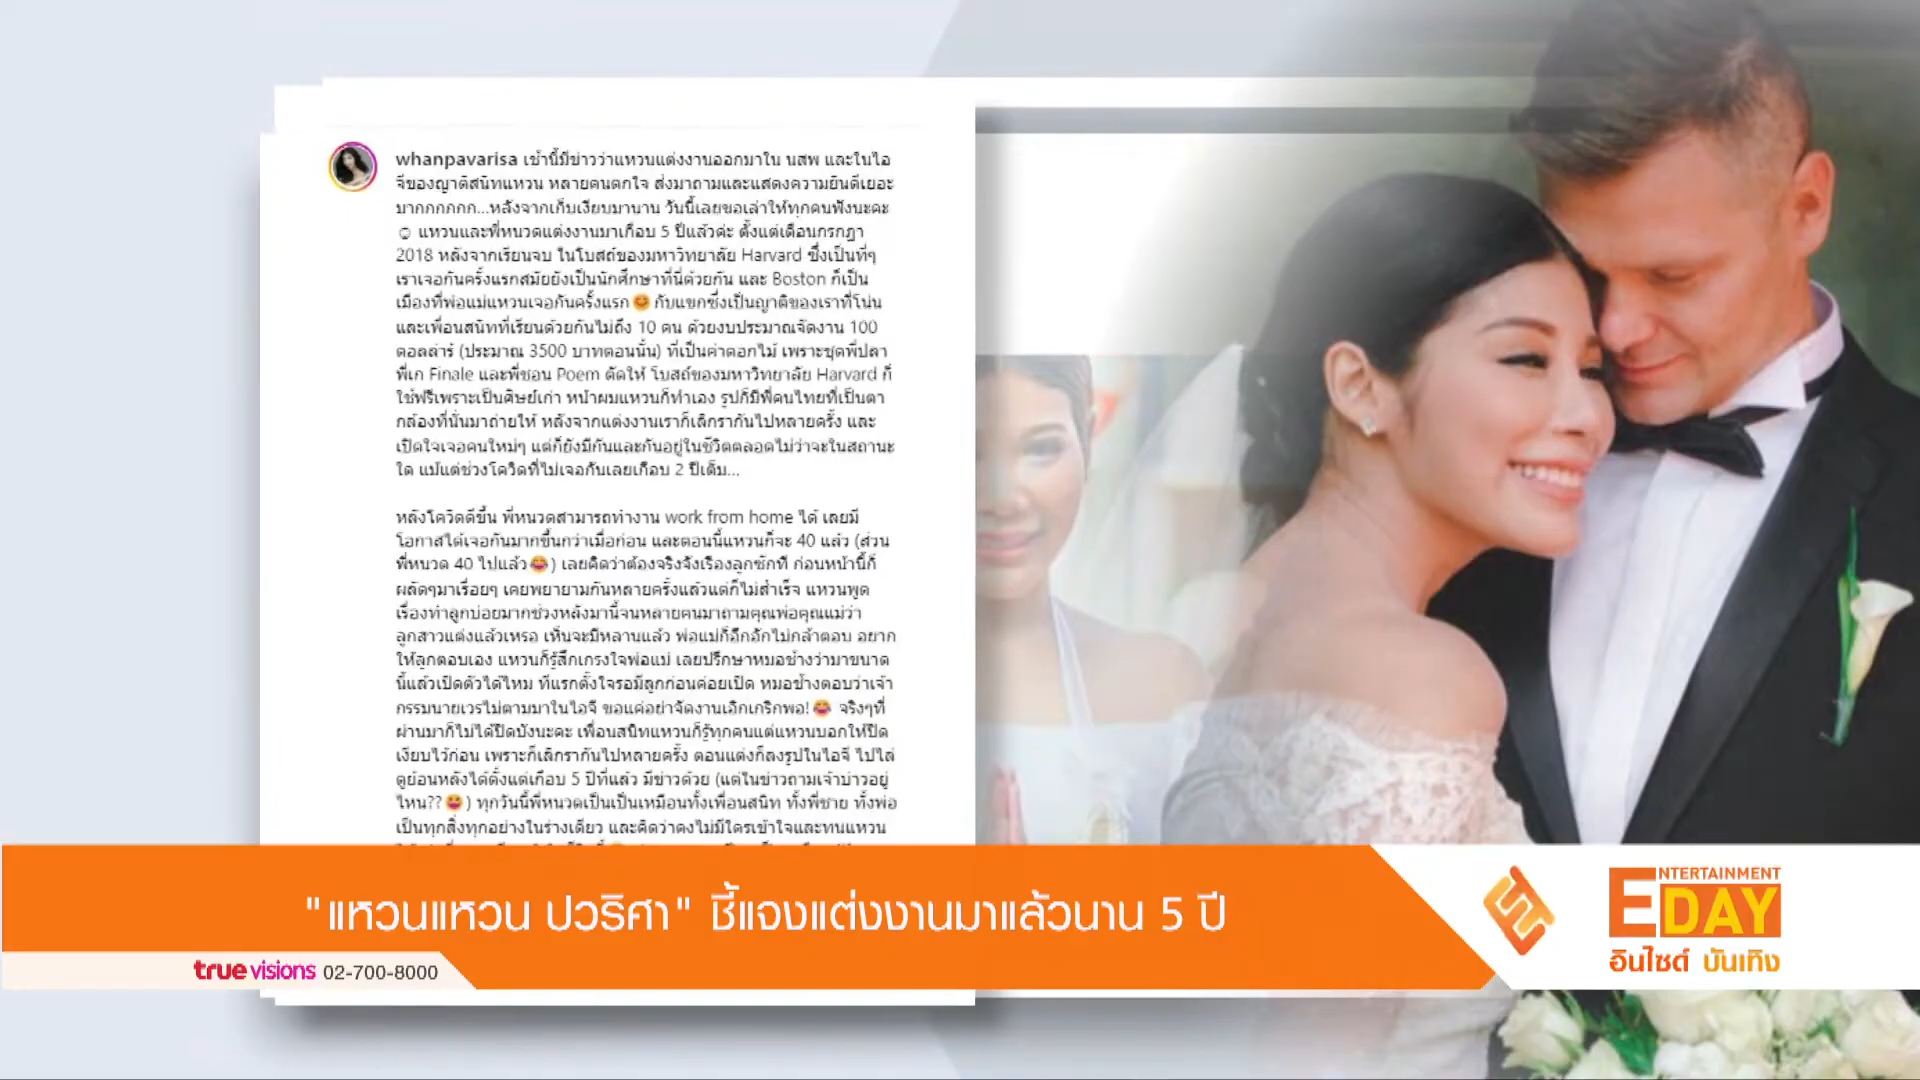 whanpavarisa เช้านี้มีข่าวว่าแหวนแต่งงานออกมาใน นสพ และในไอ
จีของญาติสนิทแหวน หลายคนตกใจ ส่งมาถามและแสดงความยินดีเยอะ
มากกกกกก...หลังจากเก็บเงียบมานาน วันนี้เลยขอเล่าให้ทุกคนฟังนะคะ
☺ แหวนและพี่หนวดแต่งงานมาเกือบ 5 ปีแล้วค่ะ ตั้งแต่เดือนกรกฎา
2018 หลังจากเรียนจบ ในโบสถ์ของมหาวิทยาลัย Harvard ซึ่งเป็นที่ๆ
เราเจอกันครั้งแรกสมัยยังเป็นนักศึกษาที่นี่ด้วยกัน และ Boston ก็เป็น
เมืองที่พ่อแม่แหวนเจอกันครั้งแรก😊 กับแขกซึ่งเป็นญาติของเราที่โน่น
และเพื่อนสนิทที่เรียนด้วยกันไม่ถึง 10 คน ด้วยงบประมาณจัดงาน 100
ดอลล่าร์ (ประมาณ 3500 บาทตอนนั้น) ที่เป็นค่าดอกไม้ เพราะชุดพี่ปลา
พี่เก Finale และพี่ชอน Poem ตัดให้ โบสถ์ของมหาวิทยาลัย Harvard ก็
ใช้ฟรีเพราะเป็นศิษย์เก่า หน้าผมแหวนก็ทำเอง รูปก็มีพี่คนไทยที่เป็นตา
กล้องที่นั่นมาถ่ายให้ หลังจากแต่งงานเราก็เลิกรากันไปหลายครั้ง และ
เปิดใจเจอคนใหม่ๆ แต่ก็ยังมีกันและกันอยู่ในชีวิตตลอดไม่ว่าจะในสถานะ
ใด แม้แต่ช่วงโควิดที่ไม่เจอกันเลยเกือบ 2 ปีเต็ม...
หลังโควิดดีขึ้น พี่หนวดสามารถทำงาน work from home ได้ เลยมี
โอกาสได้เจอกันมากขึ้นกว่าเมื่อก่อน และตอนนี้แหวนก็จะ 40 แล้ว (ส่วน
พี่หนวด 40 ไปแล้ว😂) เลยคิดว่าต้องจริงจังเรื่องลูกซักที ก่อนหน้านี้ก็
ผลัดๆมาเรื่อยๆ เคยพยายามกันหลายครั้งแล้วแต่ก็ไม่สำเร็จ แหวนพูด
เรื่องทำลูกบ่อยมากช่วงหลังมานี้จนหลายคนมาถามคุณพ่อคุณแม่ว่า
ลูกสาวแต่งแล้วเหรอ เห็นจะมีหลานแล้ว พ่อแม่ก็อึกอักไม่กล้าตอบ อยาก
ให้ลูกตอบเอง แหวนก็รู้สึกเกรงใจพ่อแม่ เลยปรึกษาหมอช้างว่ามาขนาด
นี้แล้วเปิดตัวได้ไหม ทีแรกตั้งใจรอมีลูกก่อนค่อยเปิด หมอช้างตอบว่าเจ้า
กรรมนายเวรไม่ตามมาในไอจี ขอแค่อย่าจัดงานเอิกเกริกพอ!😂 จริงๆที่
ผ่านมาก็ไม่ได้ปิดบังนะคะ เพื่อนสนิทแหวนก็รู้ทุกคนแต่แหวนบอกให้ปิด
เงียบไว้ก่อน เพราะก็เลิกรากันไปหลายครั้ง ตอนแต่งก็ลงรูปในไอจี ไปไล่
ดูย้อนหลังได้ตั้งแต่เกือบ 5 ปีที่แล้ว มีข่าวด้วย (แต่ในข่าวถามเจ้าบ่าวอยู่
ไหน??😆) ทุกวันนี้พี่หนวดเป็นเป็นเหมือนทั้งเพื่อนสนิท ทั้งพี่ชาย ทั้งพ่อ
เป็นทุกสิ่งทุกอย่างในร่างเดียว และคิดว่าคงไม่มีใครเข้าใจและทนแหวน
"แหวนแหวน ปวริศา" ชี้แจงแต่งงานมาแล้วนาน 5 ปี
ENTERTAINMENT
DAY
อินไซด์ บันเทิง
truevisions 02-700-8000